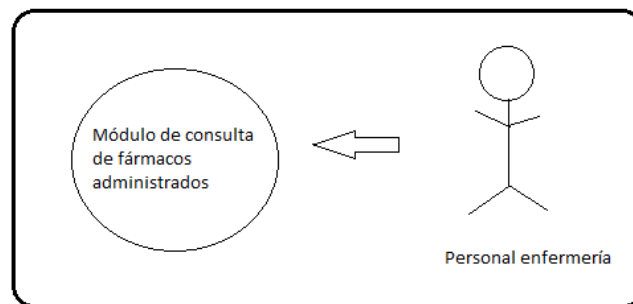 Módulo de consulta
de fármacos
administrados
Personal enfermería